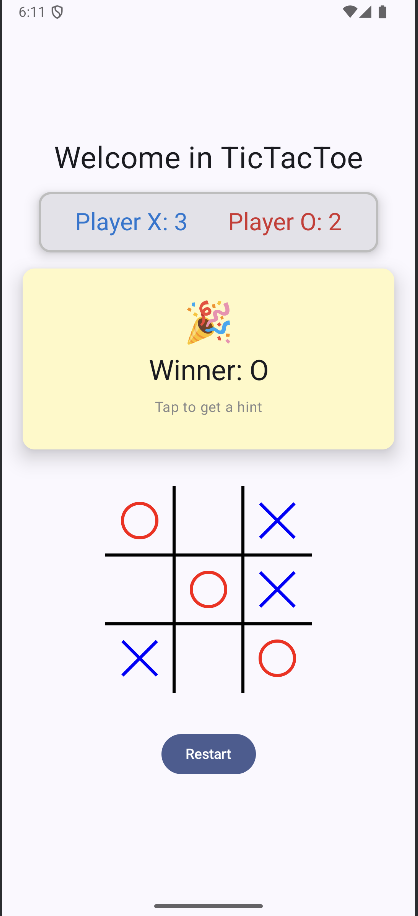 6:11
Welcome in TicTacToe
Player X: 3 Player O: 2
Winner: O
Tap to get a hint
Restart